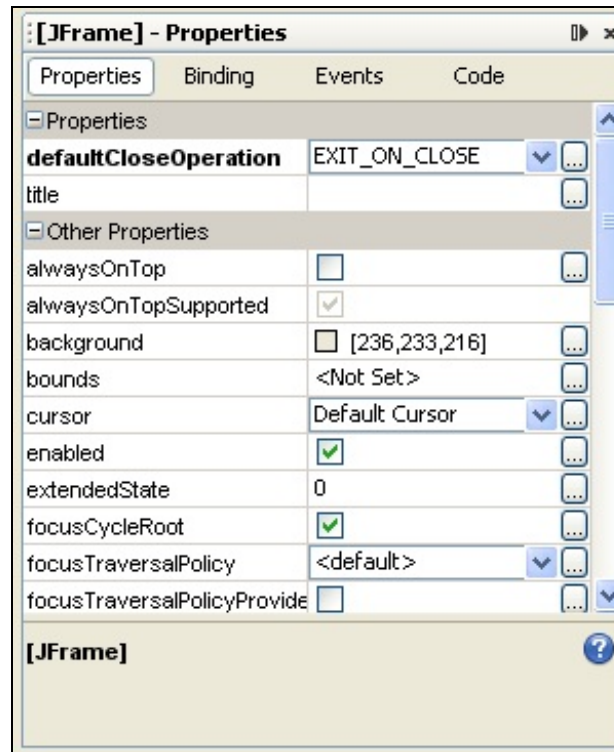 [JFrame] - Properties
Properties Binding Events Code
Properties
defaultCloseOperation EXIT_ON_CLOSE ...
title ...
Other Properties
alwaysOnTop ...
alwaysOnTopSupported
background [236,233,216] ...
bounds <Not Set> ...
cursor Default Cursor ...
enabled ...
extendedState 0 ...
focusCycleRoot ...
focusTraversalPolicy <default> ...
focusTraversalPolicyProvide ...
[JFrame] ?